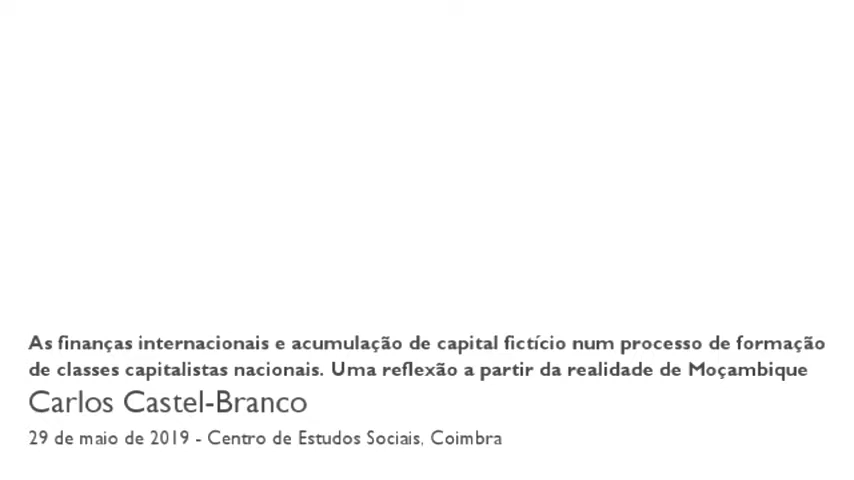 As finanças internacionais e acumulação de capital fictício num processo de formação
de classes capitalistas nacionais. Uma reflexão a partir da realidade de Moçambique
Carlos Castel-Branco
29 de maio de 2019 - Centro de Estudos Sociais, Coimbra